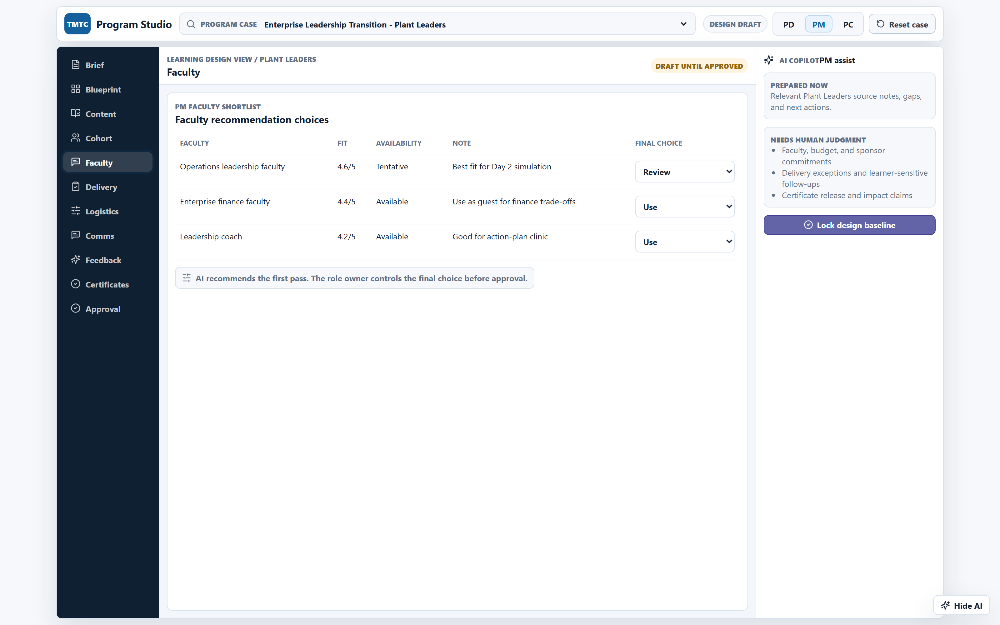 TMTC
Program Studio
PROGRAM CASE
Enterprise Leadership Transition - Plant Leaders
DESIGN DRAFT
PD
PM
PC
Reset case
Brief
Blueprint
Content
Cohort
Faculty
Delivery
Logistics
Comms
Feedback
Certificates
Approval
LEARNING DESIGN VIEW / PLANT LEADERS
Faculty
DRAFT UNTIL APPROVED
PM FACULTY SHORTLIST
Faculty recommendation choices
FACULTY FIT AVAILABILITY NOTE FINAL CHOICE
Operations leadership faculty 4.6/5 Tentative Best fit for Day 2 simulation Review
Enterprise finance faculty 4.4/5 Available Use as guest for finance trade-offs Use
Leadership coach 4.2/5 Available Good for action-plan clinic Use
AI recommends the first pass. The role owner controls the final choice before approval.
AI COPILOTPM assist
PREPARED NOW
Relevant Plant Leaders source notes, gaps,
and next actions.
NEEDS HUMAN JUDGMENT
• Faculty, budget, and sponsor
commitments
• Delivery exceptions and learner-sensitive
follow-ups
• Certificate release and impact claims
Lock design baseline
Hide AI